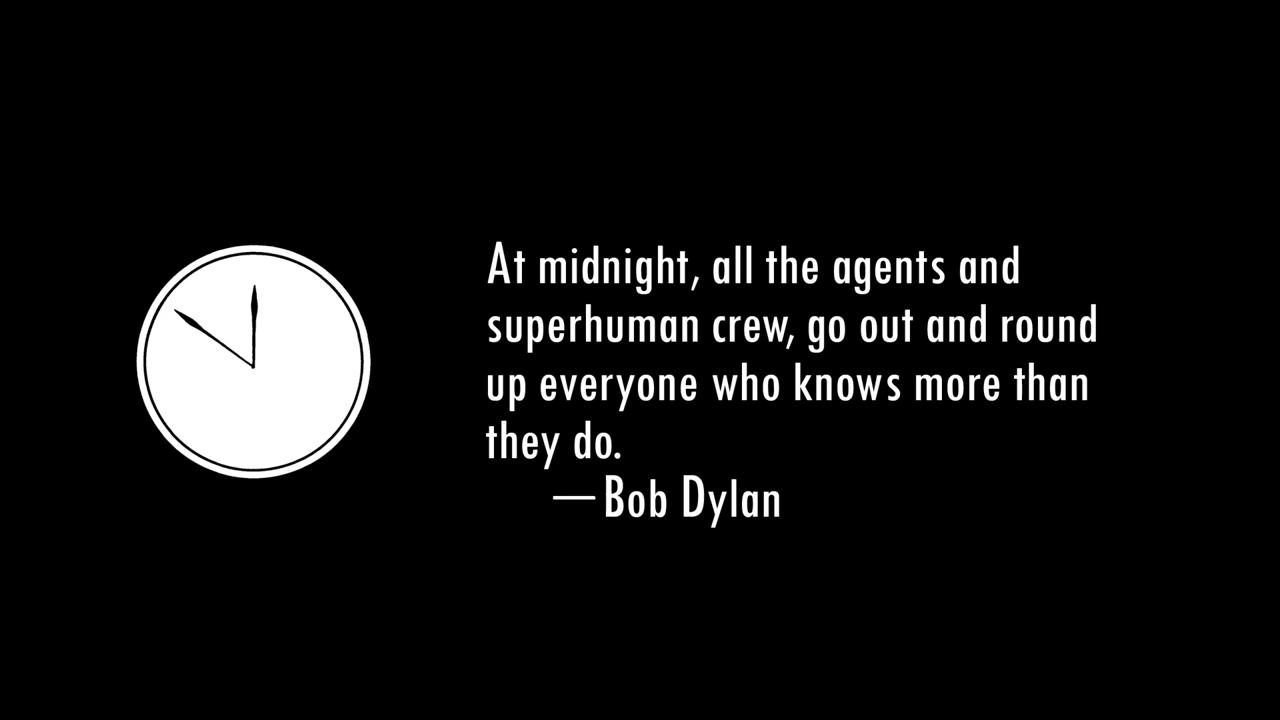 At midnight, all the agents and
superhuman crew, go out and round
up everyone who knows more than
they do.
—Bob Dylan